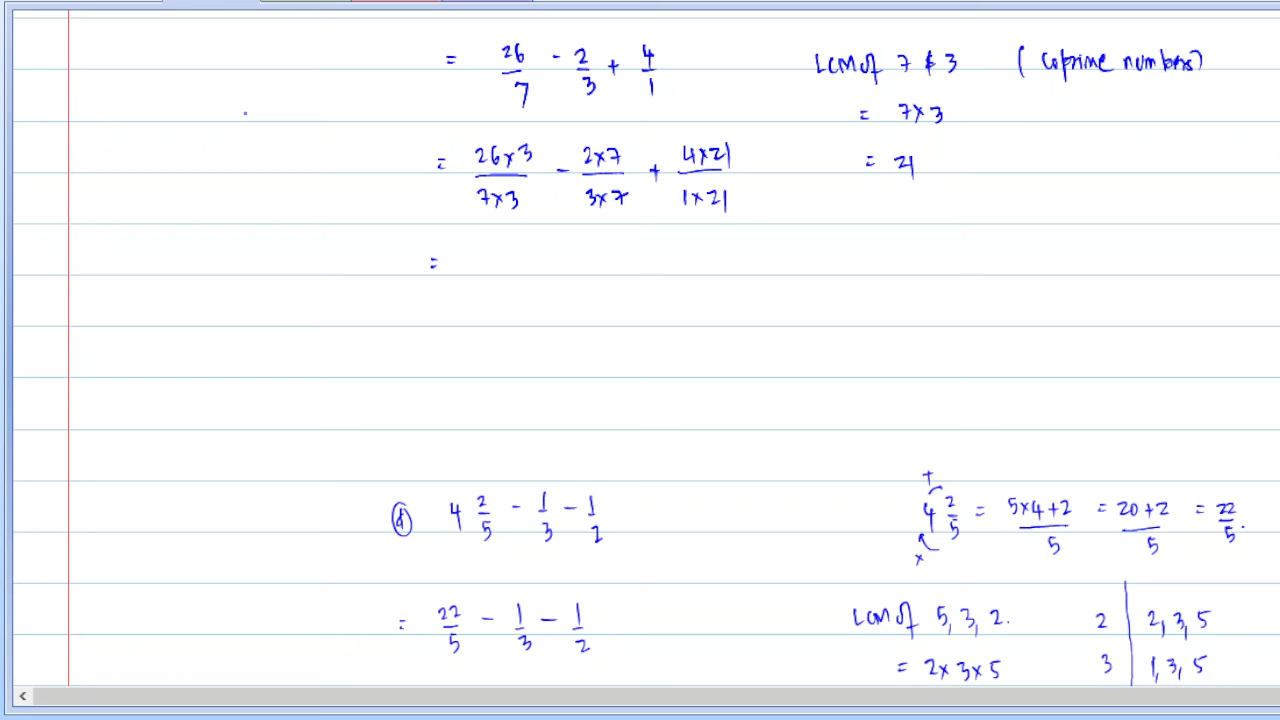 = 26/7 - 2/3 + 4/1 LCM of 7 & 3 (coprime numbers)
= 7×3
= 26×3/7×3 - 2×7/3×7 + 4×21/1×21 = 21
=
(d) 4 2/5 - 1/3 - 1/2 + × 4 2/5 = 5×4+2/5 = 20+2/5 = 22/5.
= 22/5 - 1/3 - 1/2 LCM of 5, 3, 2. 2 | 2, 3, 5
= 2×3×5 3 | 1, 3, 5